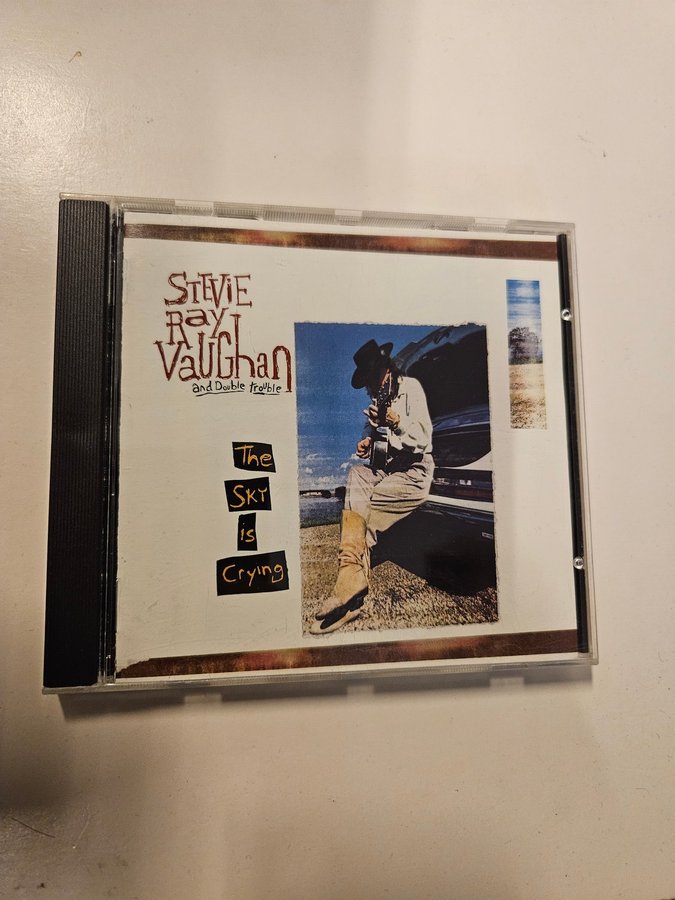 STEViE
RaY
VaUGhan
and Double trouble
The
SKY
is
Crying